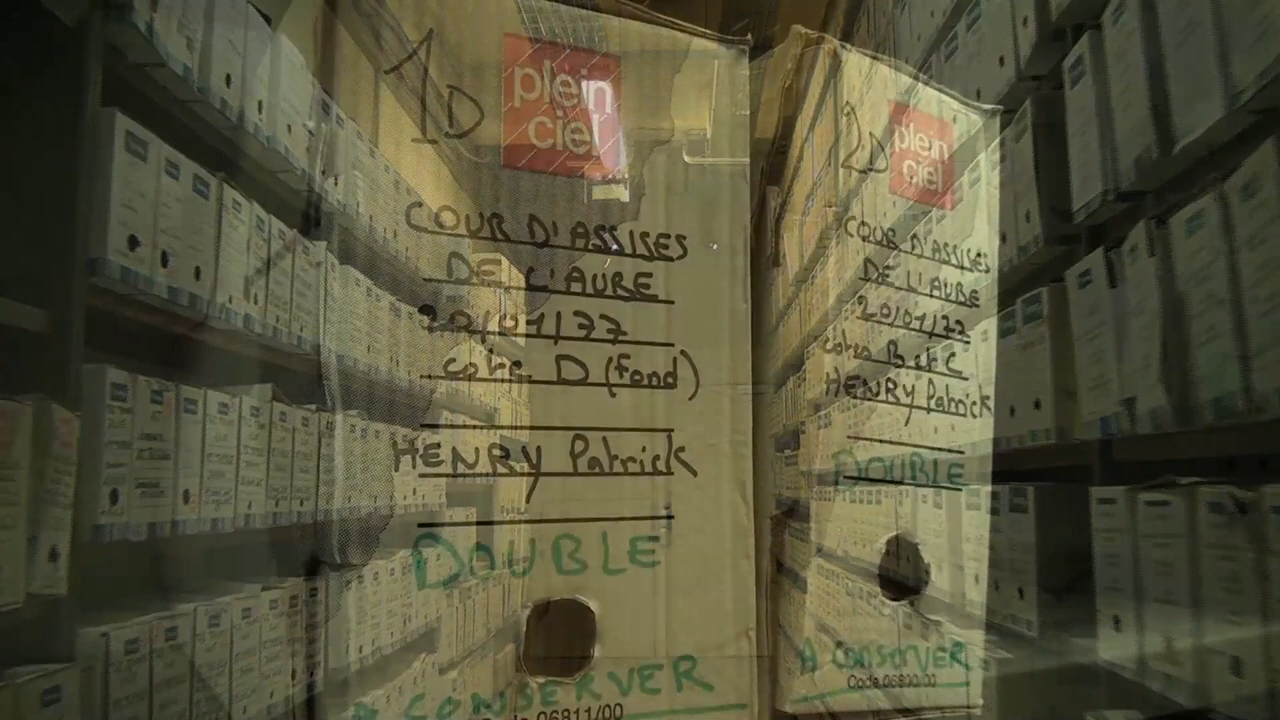 1D
plein
ciel
COUR D'ASSISES
DE L'AUBE
20/01/77
cote D (fond)
HENRY Patrick
DOUBLE
A CONSERVER
Code 06811/00
2D
plein
ciel
COUR D'ASSISES
DE L'AUBE
20/01/77
cotes B et C
HENRY Patrick
DOUBLE
A CONSERVER
Code 06800/00